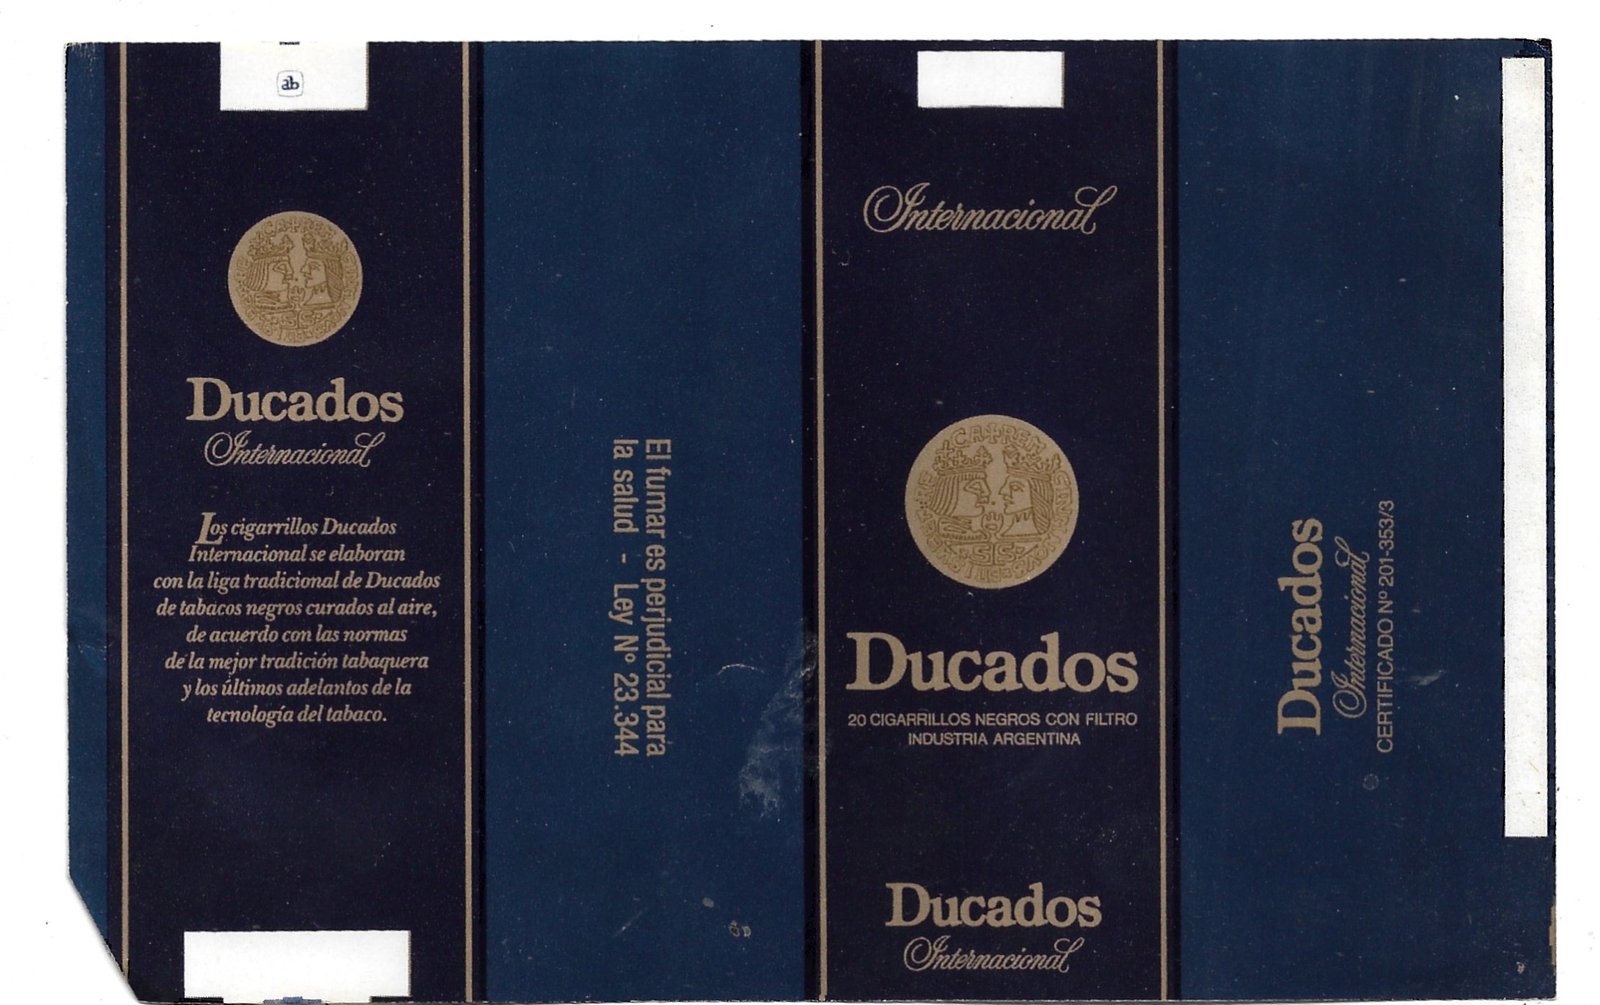 ab
Ducados
Internacional
Los cigarrillos Ducados
Internacional se elaboran
con la liga tradicional de Ducados
de tabacos negros curados al aire,
de acuerdo con las normas
de la mejor tradición tabaquera
y los últimos adelantos de la
tecnología del tabaco.
El fumar es perjudicial para
la salud - Ley Nº 23.344
Internacional
Ducados
20 CIGARRILLOS NEGROS CON FILTRO
INDUSTRIA ARGENTINA
Ducados
Internacional
Ducados
Internacional
CERTIFICADO Nº 201-353/3